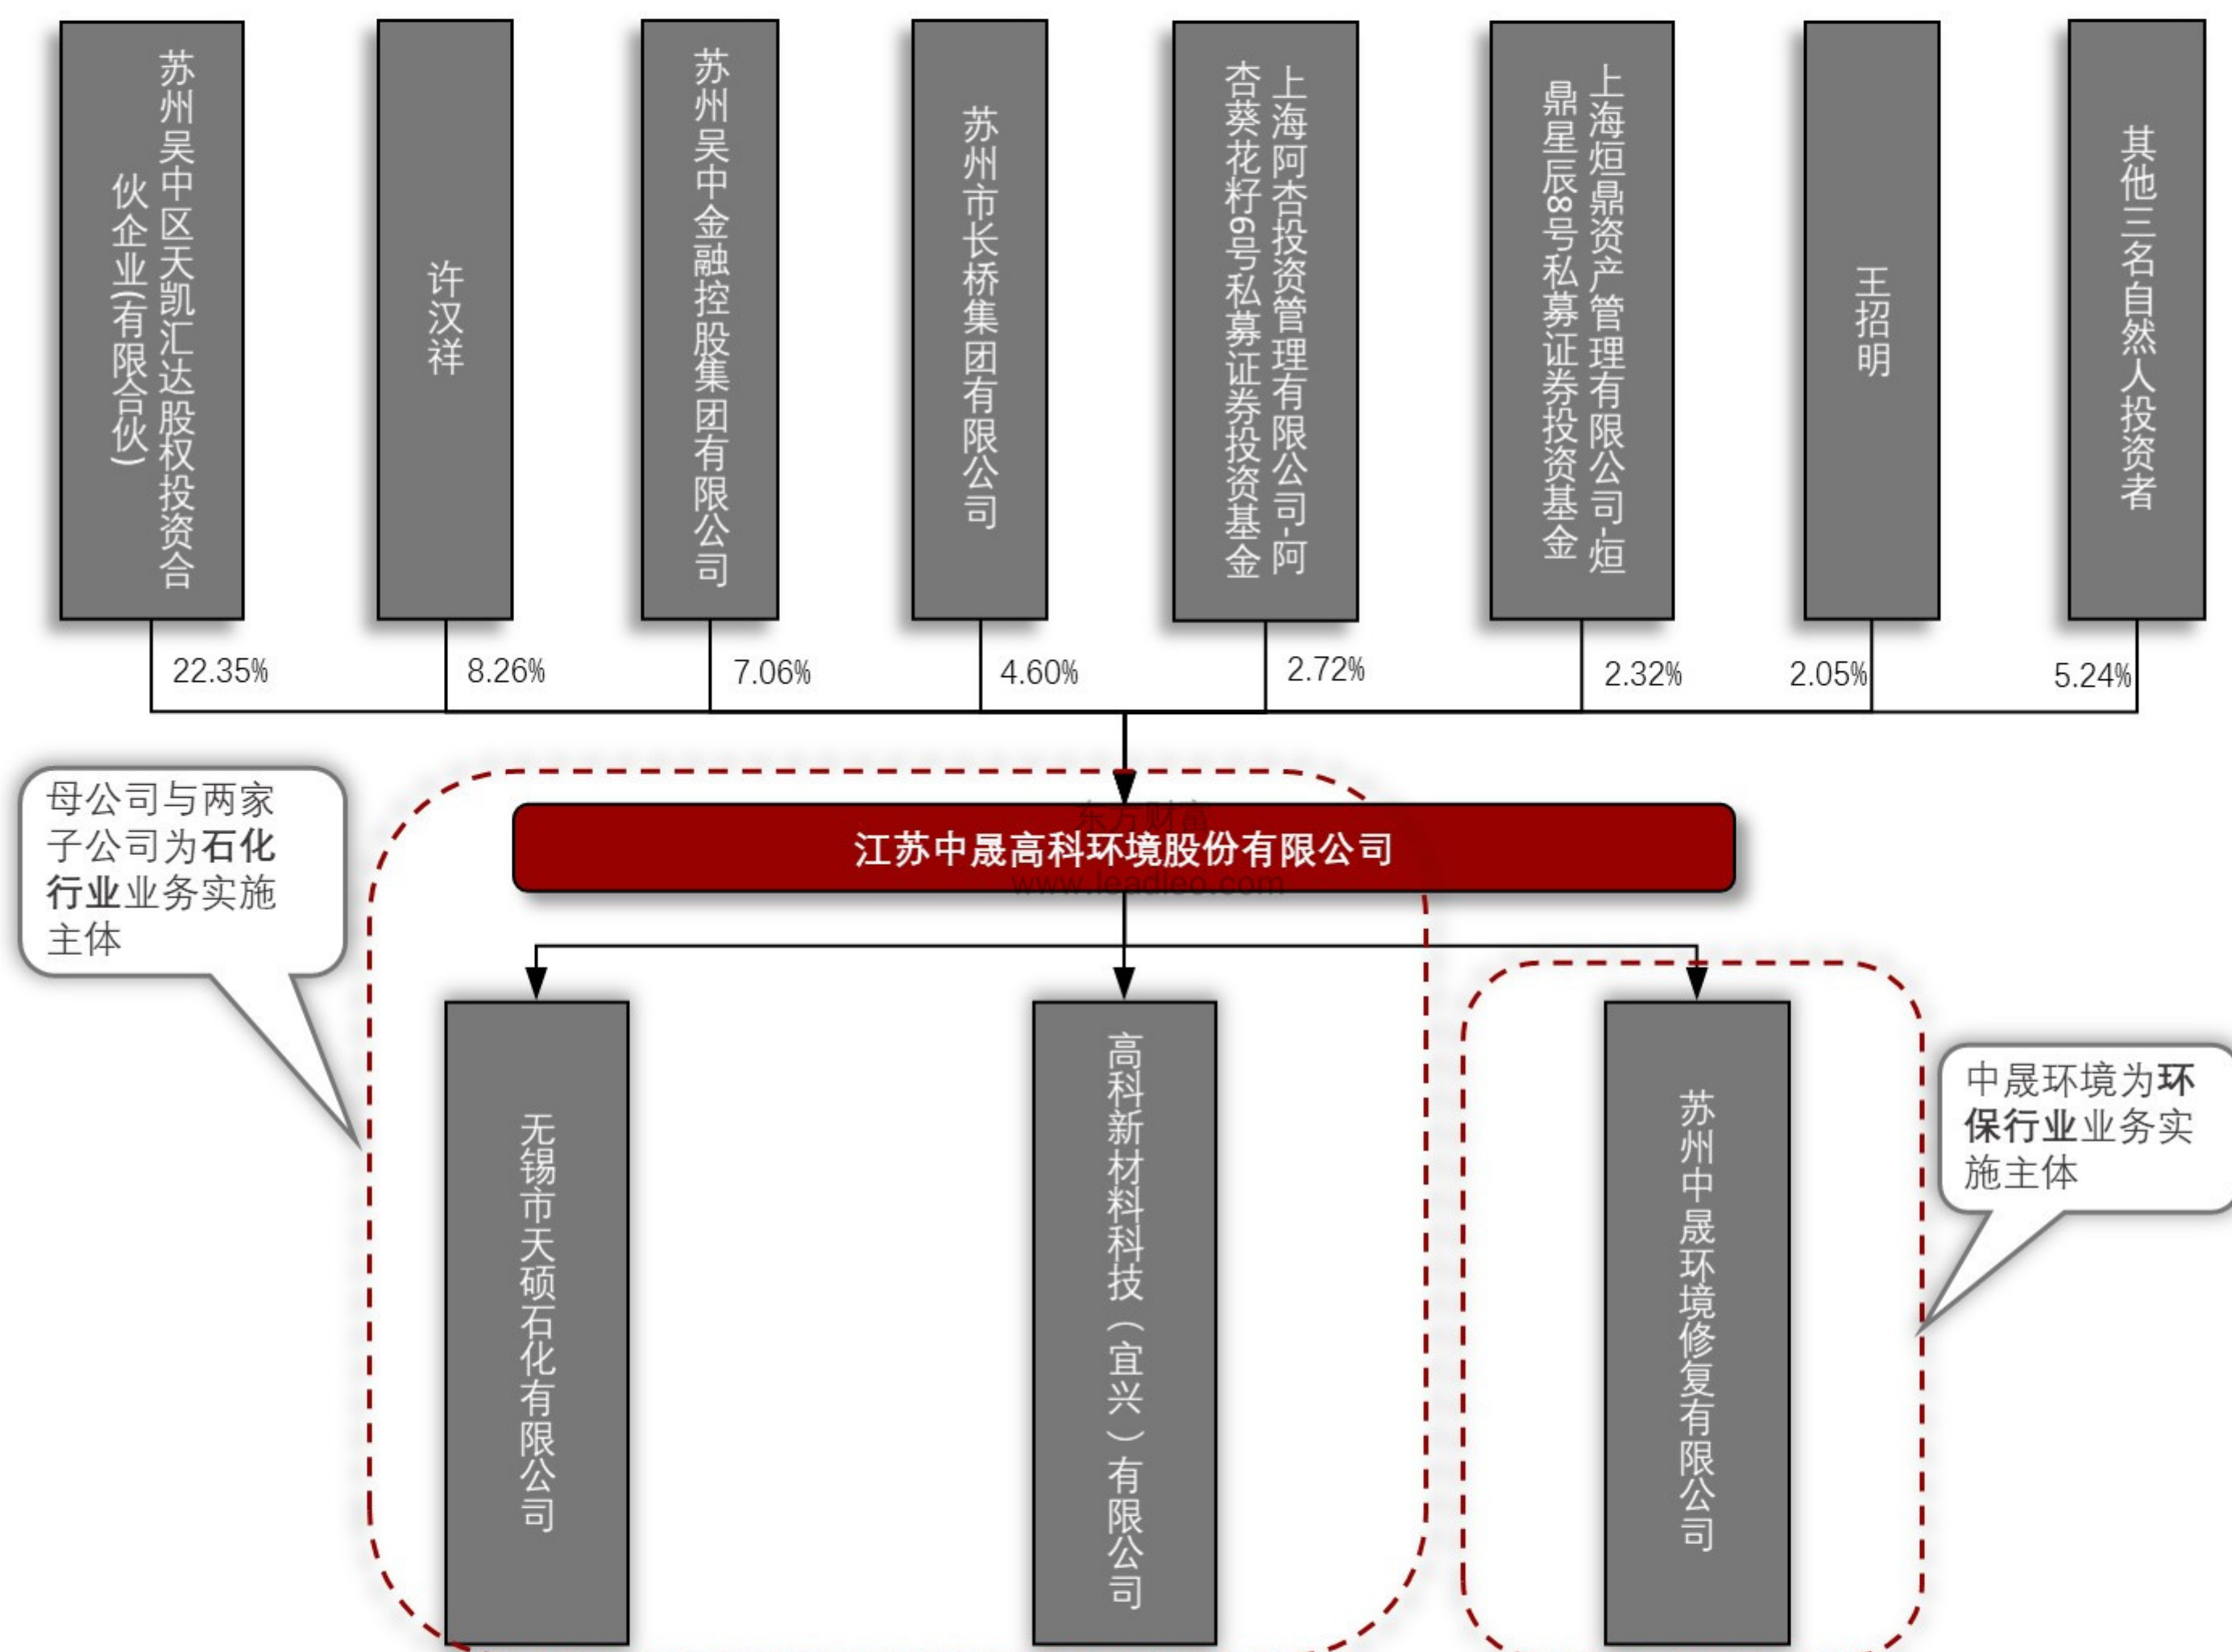 苏州吴中区天凯汇达股权投资合
伙企业(有限合伙)
许汉祥
苏州吴中金融控股集团有限公司
苏州市长桥集团有限公司
上海阿杏投资管理有限公司-阿
杏葵花籽6号私募证券投资基金
上海烜鼎资产管理有限公司-烜
鼎星辰8号私募证券投资基金
王招明
其他三名自然人投资者
22.35%
8.26%
7.06%
4.60%
2.72%
2.32%
2.05%
5.24%
母公司与两家
子公司为石化
行业业务实施
主体
东方财富
江苏中晟高科环境股份有限公司
www.leadleo.com
无锡市天硕石化有限公司
高科新材料科技（宜兴）有限公司
苏州中晟环境修复有限公司
中晟环境为环
保行业业务实
施主体